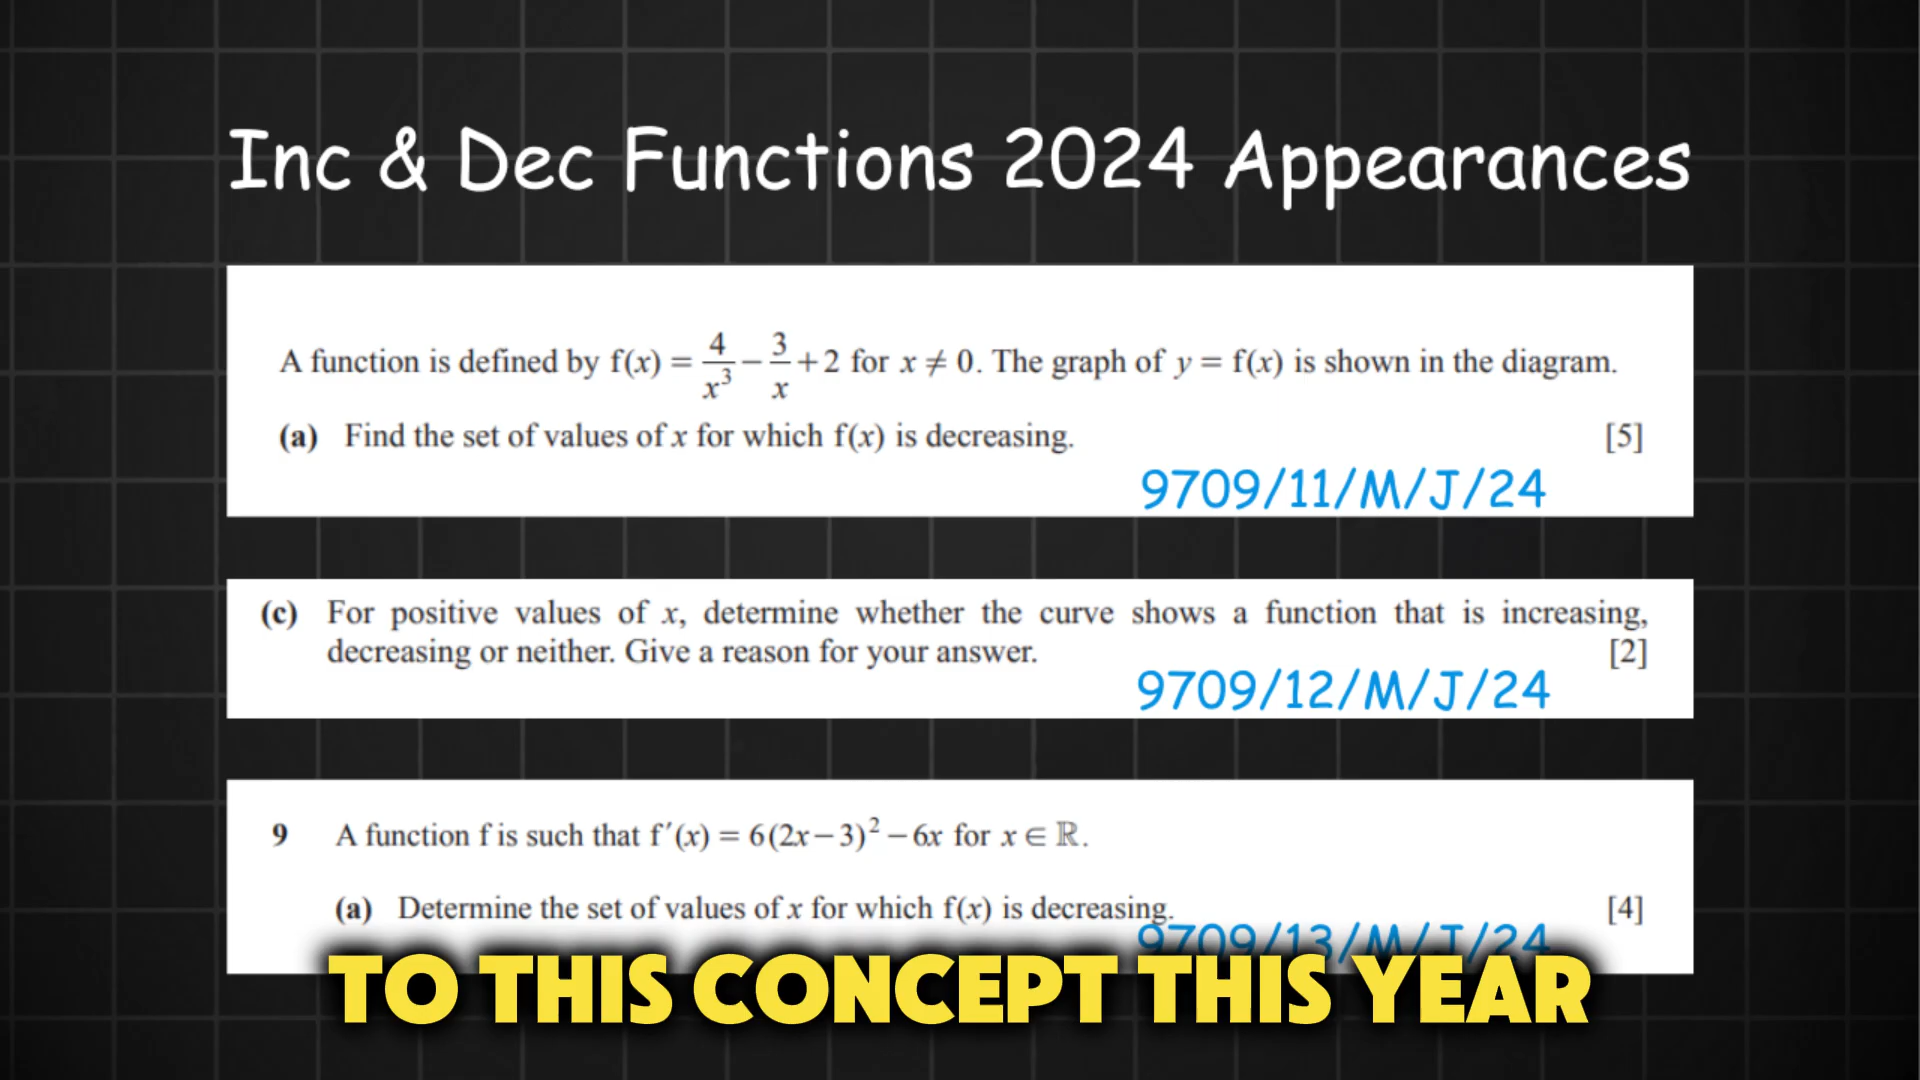 Inc & Dec Functions 2024 Appearances
A function is defined by f(x) = 4/x³ − 3/x + 2 for x ≠ 0. The graph of y = f(x) is shown in the diagram.
(a) Find the set of values of x for which f(x) is decreasing. [5]
9709/11/M/J/24
(c) For positive values of x, determine whether the curve shows a function that is increasing,
decreasing or neither. Give a reason for your answer. [2]
9709/12/M/J/24
9 A function f is such that f′(x) = 6(2x − 3)² − 6x for x ∈ ℝ.
(a) Determine the set of values of x for which f(x) is decreasing. [4]
9709/13/M/J/24
TO THIS CONCEPT THIS YEAR